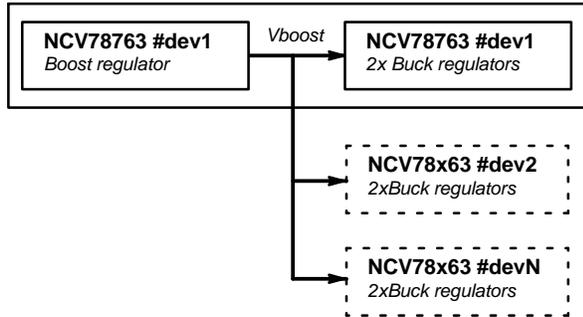 NCV78763 #dev1
Boost regulator
Vboost
NCV78763 #dev1
2x Buck regulators
NCV78x63 #dev2
2xBuck regulators
NCV78x63 #devN
2xBuck regulators